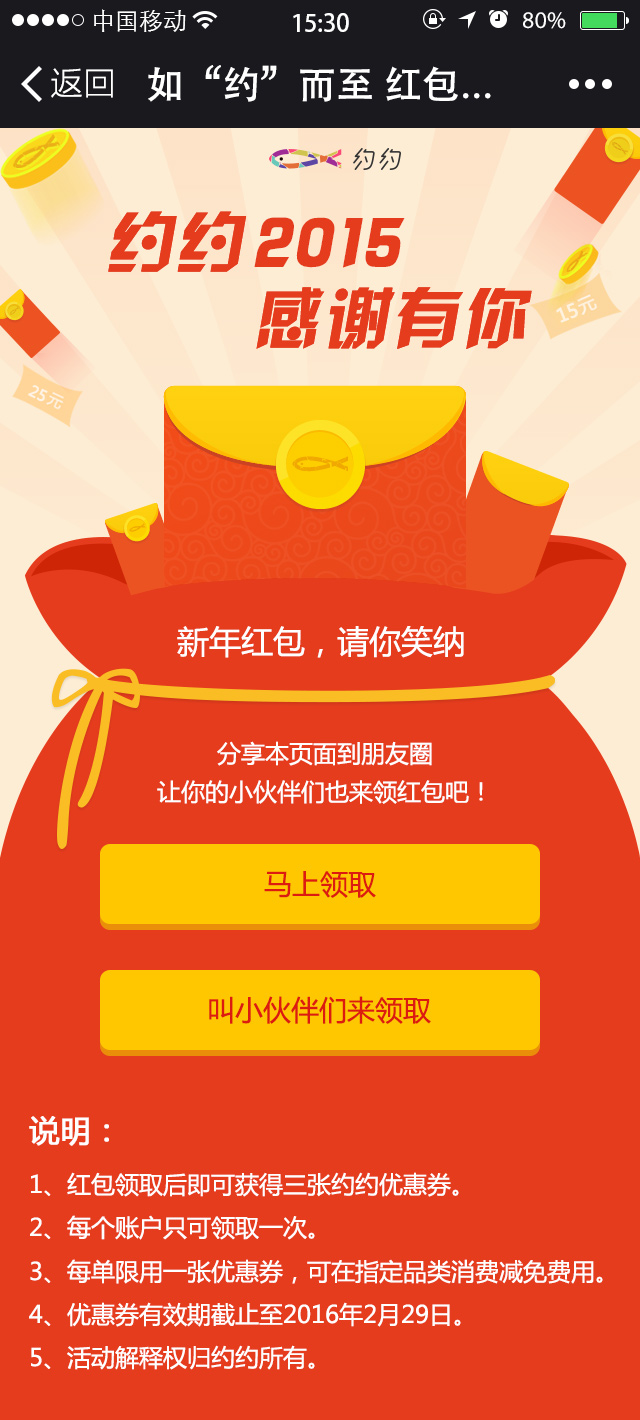 中国移动 15:30 80%
返回 如“约”而至 红包...
约约
约约2015
感谢有你
15元
25元
新年红包，请你笑纳
分享本页面到朋友圈
让你的小伙伴们也来领红包吧！
马上领取
叫小伙伴们来领取
说明：
1、红包领取后即可获得三张约约优惠券。
2、每个账户只可领取一次。
3、每单限用一张优惠券，可在指定品类消费减免费用。
4、优惠券有效期截止至2016年2月29日。
5、活动解释权归约约所有。